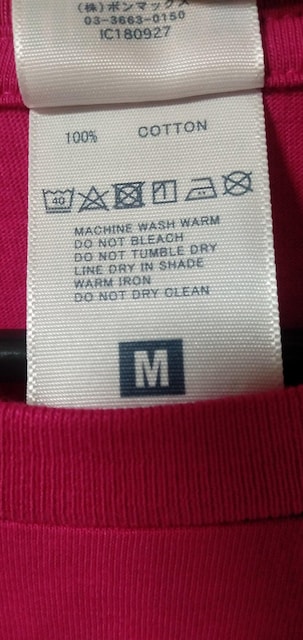 (株)ボンマックス
03-3663-0150
IC180927
100% COTTON
40
MACHINE WASH WARM
DO NOT BLEACH
DO NOT TUMBLE DRY
LINE DRY IN SHADE
WARM IRON
DO NOT DRY CLEAN
M